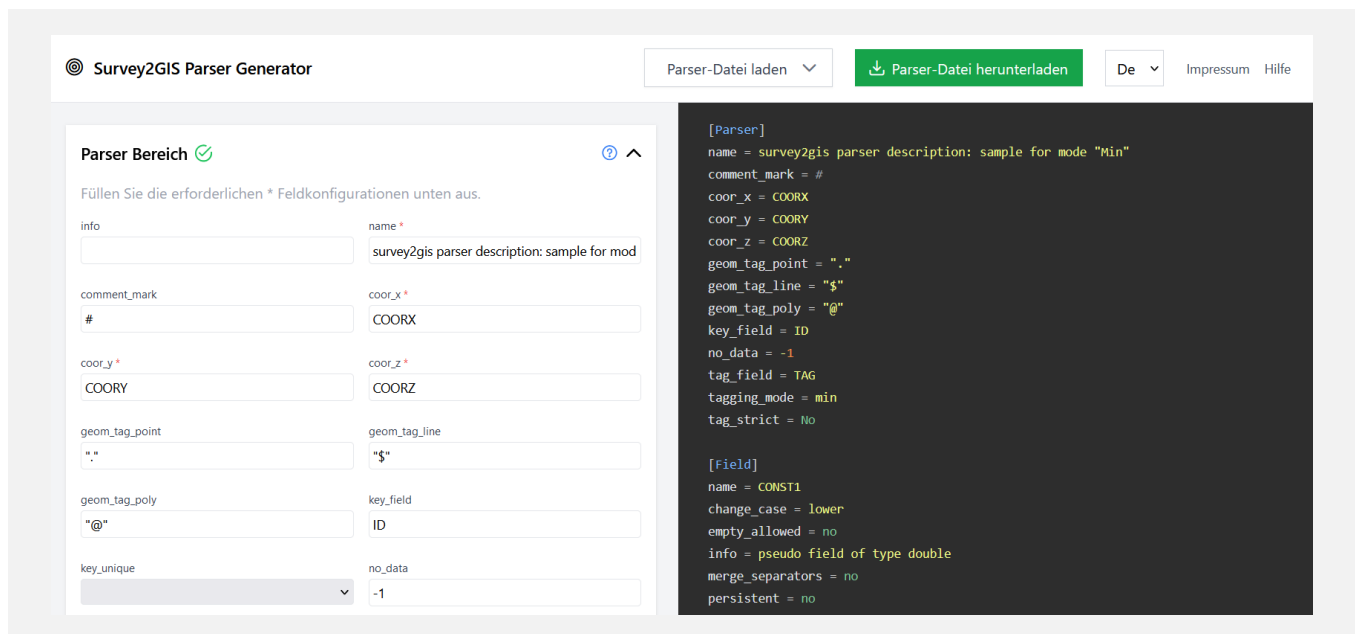 Survey2GIS Parser Generator
Parser-Datei laden
Parser-Datei herunterladen
De
Impressum
Hilfe
Parser Bereich
Füllen Sie die erforderlichen * Feldkonfigurationen unten aus.
info
name *
survey2gis parser description: sample for mod
comment_mark
coor_x *
#
COORX
coor_y *
coor_z *
COORY
COORZ
geom_tag_point
geom_tag_line
"."
"$"
geom_tag_poly
key_field
"@"
ID
key_unique
no_data
-1
[Parser]
name = survey2gis parser description: sample for mode "Min"
comment_mark = #
coor_x = COORX
coor_y = COORY
coor_z = COORZ
geom_tag_point = "."
geom_tag_line = "$"
geom_tag_poly = "@"
key_field = ID
no_data = -1
tag_field = TAG
tagging_mode = min
tag_strict = No
[Field]
name = CONST1
change_case = lower
empty_allowed = no
info = pseudo field of type double
merge_separators = no
persistent = no